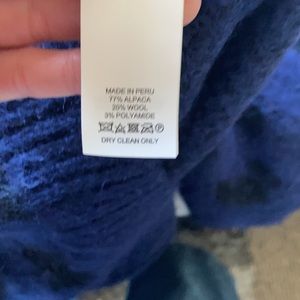 MADE IN PERU
77% ALPACA
20% WOOL
3% POLYAMIDE
DRY CLEAN ONLY